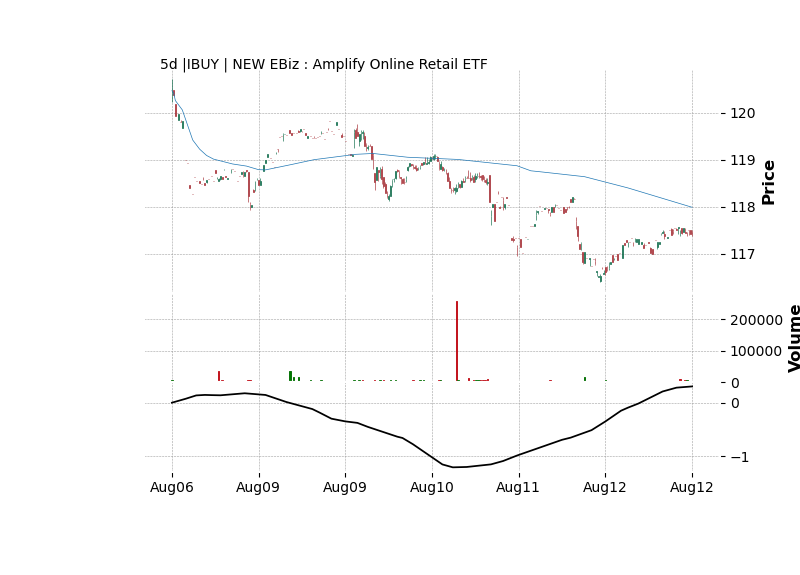 5d |IBUY | NEW EBiz : Amplify Online Retail ETF
120
119
118
117
Price
200000
100000
0
Volume
0
−1
Aug06 Aug09 Aug09 Aug10 Aug11 Aug12 Aug12